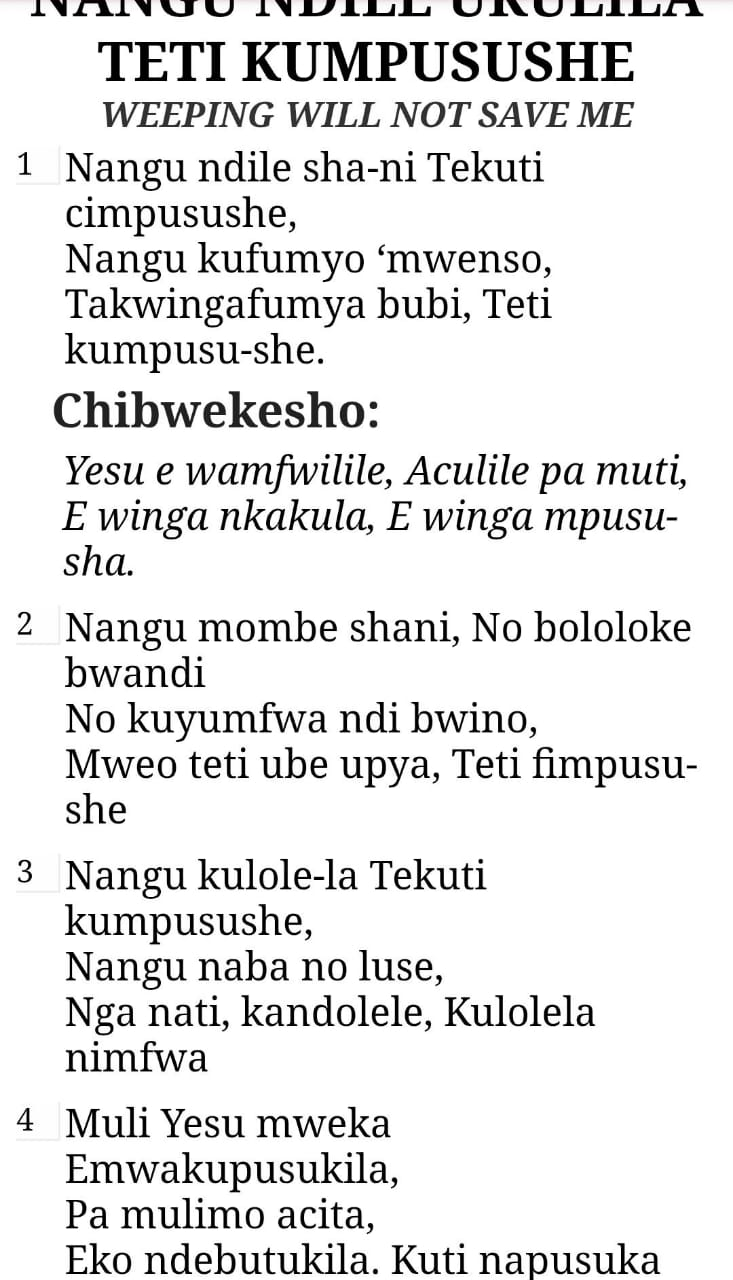 NANGU NDILE UKULILA
TETI KUMPUSUSHE
WEEPING WILL NOT SAVE ME
1 Nangu ndile sha-ni Tekuti
cimpusushe,
Nangu kufumyo ‘mwenso,
Takwingafumya bubi, Teti
kumpusu-she.
Chibwekesho:
Yesu e wamfwilile, Aculile pa muti,
E winga nkakula, E winga mpusu-
sha.
2 Nangu mombe shani, No bololoke
bwandi
No kuyumfwa ndi bwino,
Mweo teti ube upya, Teti fimpusu-
she
3 Nangu kulole-la Tekuti
kumpusushe,
Nangu naba no luse,
Nga nati, kandolele, Kulolela
nimfwa
4 Muli Yesu mweka
Emwakupusukila,
Pa mulimo acita,
Eko ndebutukila. Kuti napusuka